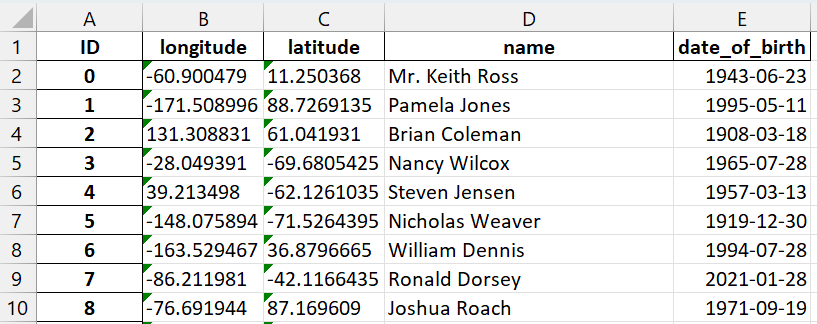 A B C D E
1 ID longitude latitude name date_of_birth
2 0 -60.900479 11.250368 Mr. Keith Ross 1943-06-23
3 1 -171.508996 88.7269135 Pamela Jones 1995-05-11
4 2 131.308831 61.041931 Brian Coleman 1908-03-18
5 3 -28.049391 -69.6805425 Nancy Wilcox 1965-07-28
6 4 39.213498 -62.1261035 Steven Jensen 1957-03-13
7 5 -148.075894 -71.5264395 Nicholas Weaver 1919-12-30
8 6 -163.529467 36.8796665 William Dennis 1994-07-28
9 7 -86.211981 -42.1166435 Ronald Dorsey 2021-01-28
10 8 -76.691944 87.169609 Joshua Roach 1971-09-19